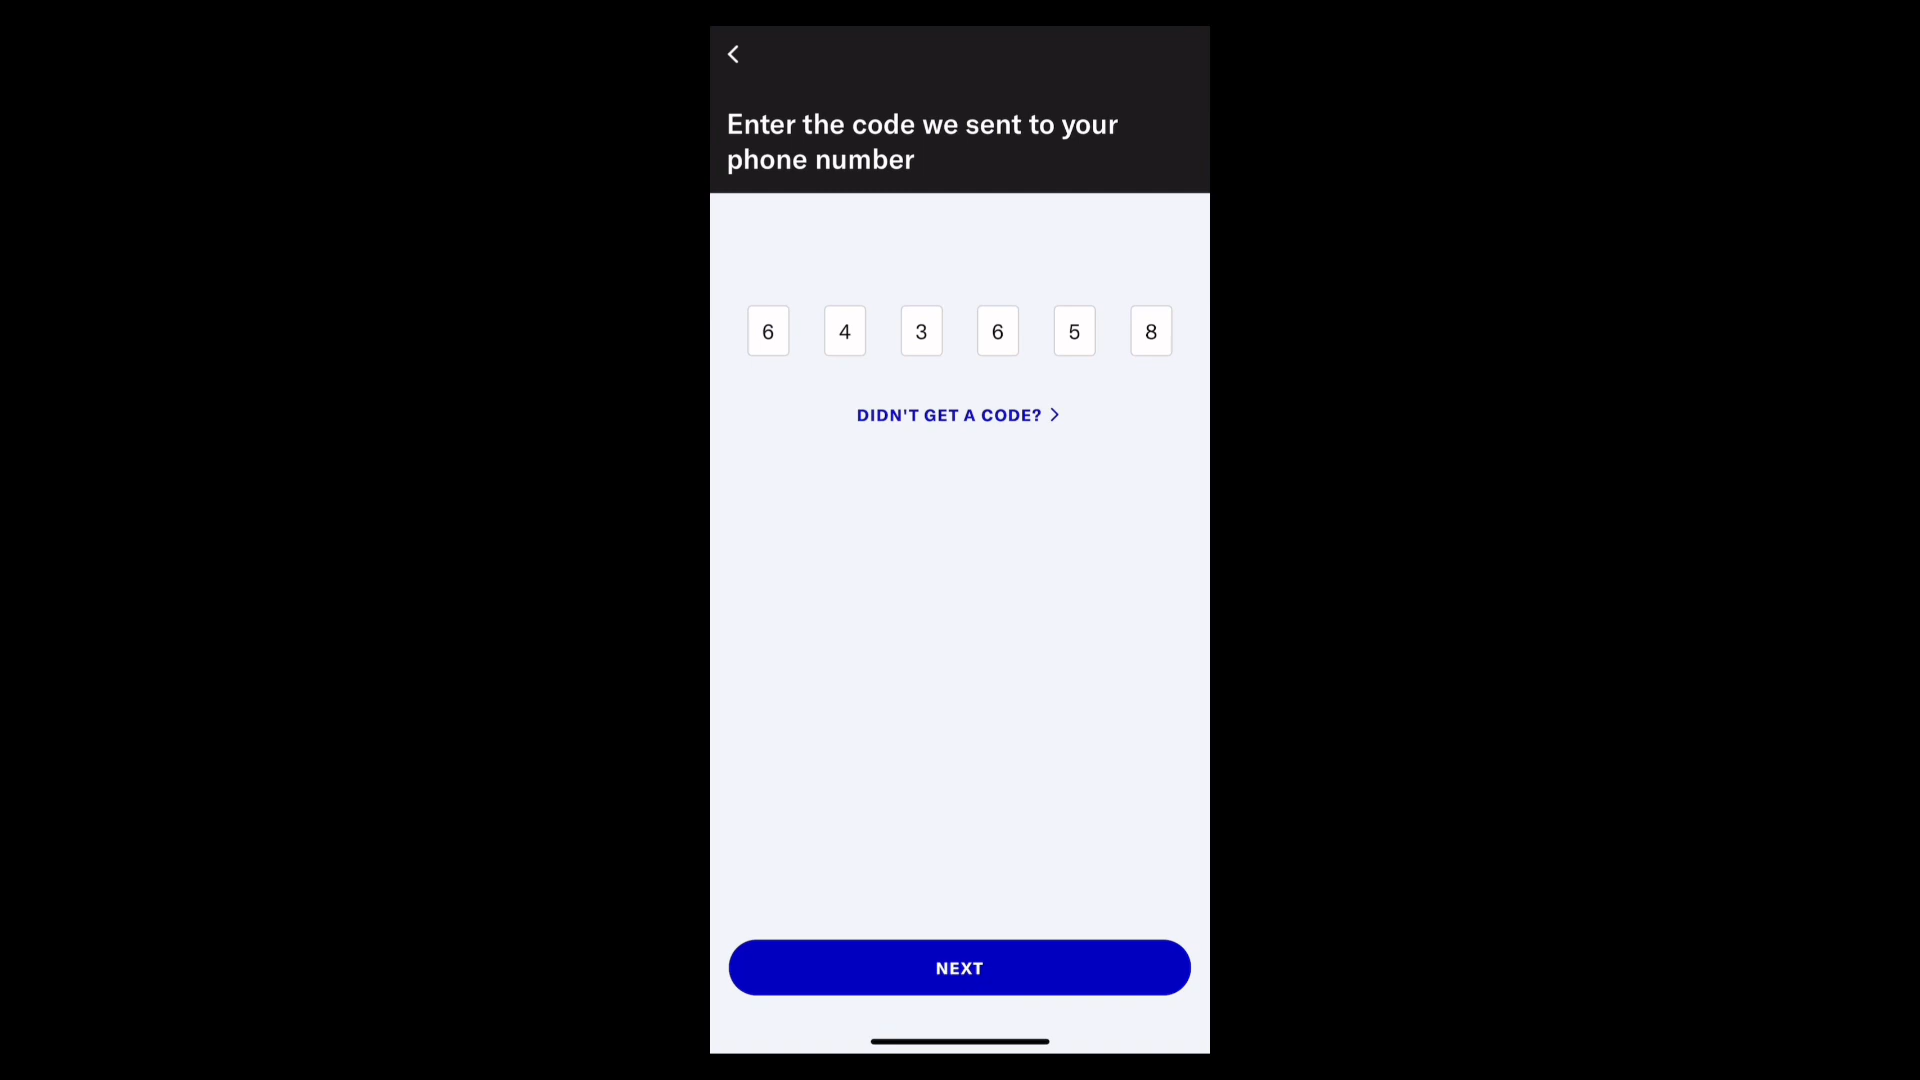 Enter the code we sent to your
phone number
6 4 3 6 5 8
DIDN'T GET A CODE?
NEXT